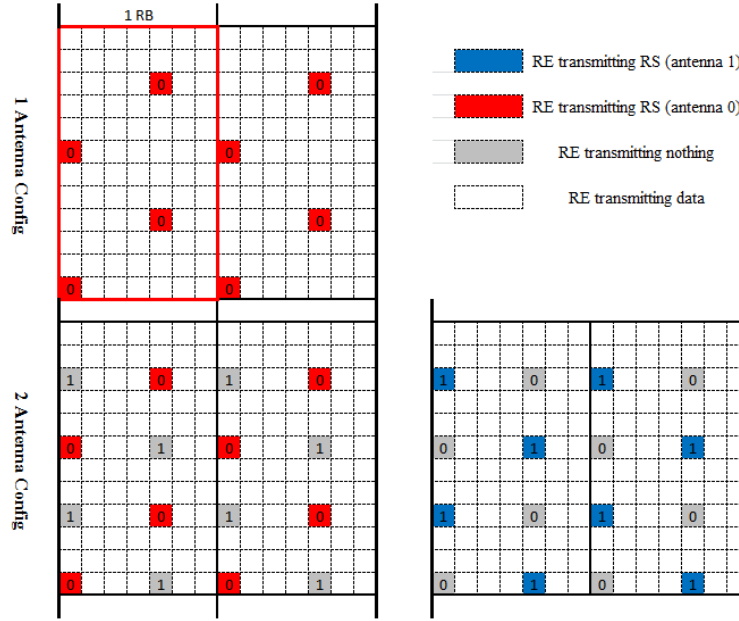 1 RB
1 Antenna Config
0 0
0 0
0 0
0 0
RE transmitting RS (antenna 1)
RE transmitting RS (antenna 0)
RE transmitting nothing
RE transmitting data
2 Antenna Config
1 0 1 0
0 1 0 1
1 0 1 0
0 1 0 1
1 0 1 0
0 1 0 1
1 0 1 0
0 1 0 1